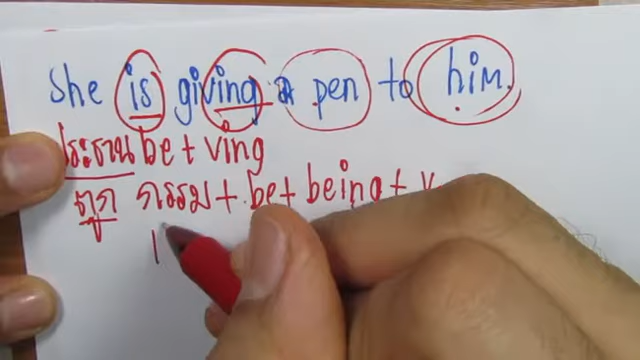 She is giving a pen to him.
ประธาน be + ving
ถูก กรรม + be + being + v